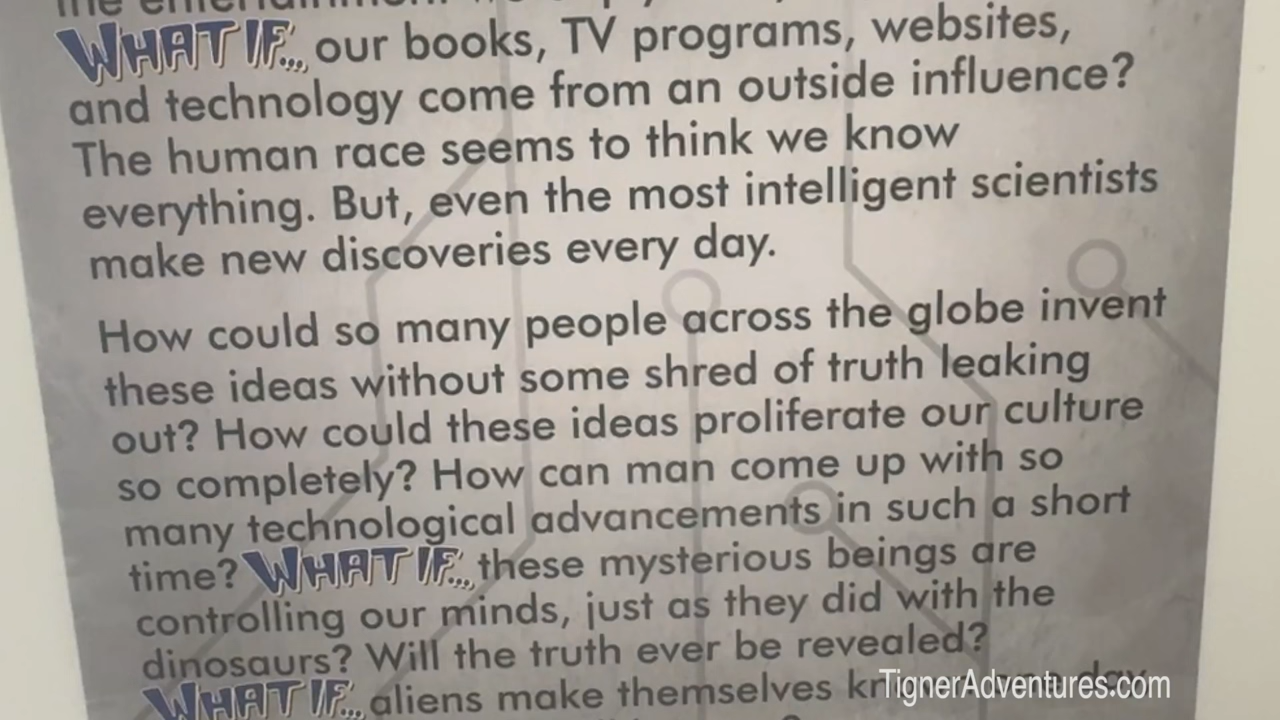 the entertainment we
WHAT IF... our books, TV programs, websites,
and technology come from an outside influence?
The human race seems to think we know
everything. But, even the most intelligent scientists
make new discoveries every day.
How could so many people across the globe invent
these ideas without some shred of truth leaking
out? How could these ideas proliferate our culture
so completely? How can man come up with so
many technological advancements in such a short
time? WHAT IF... these mysterious beings are
controlling our minds, just as they did with the
dinosaurs? Will the truth ever be revealed?
WHAT IF... aliens make themselves day
TignerAdventures.com